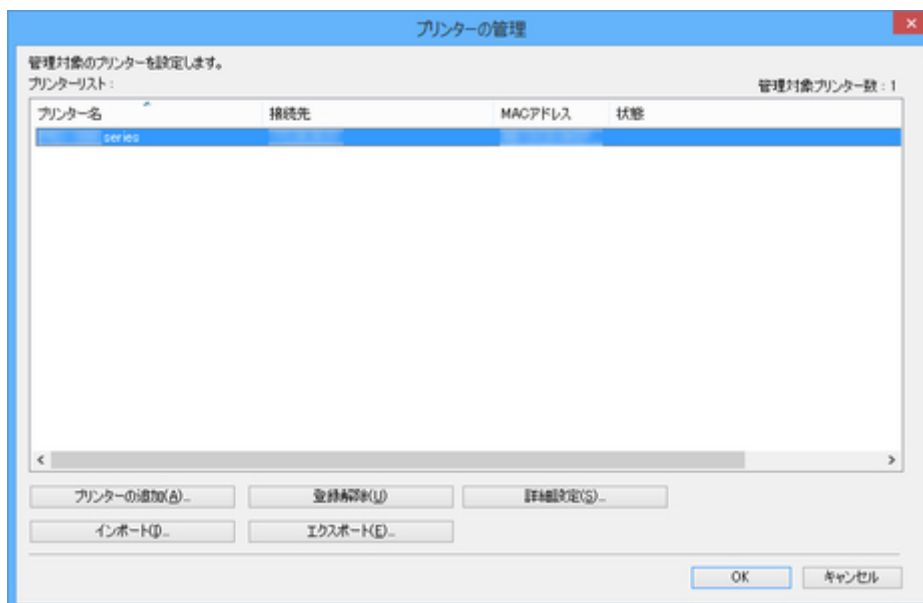 プリンターの管理
管理対象のプリンターを設定します。
プリンターリスト：
管理対象プリンター数：1
プリンター名 接続先 MACアドレス 状態
series
プリンターの追加(A)... 登録解除(U) 詳細設定(S)...
インポート(I)... エクスポート(E)...
OK キャンセル